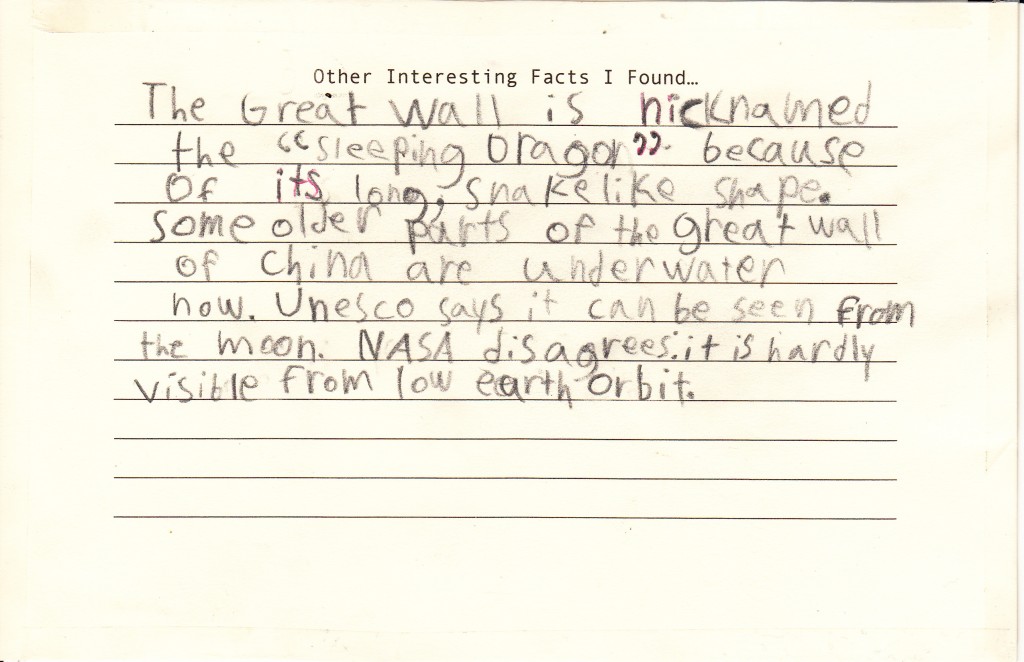 Other Interesting Facts I Found…
The Great Wall is nicknamed
the “sleeping Dragon”. because
Of its long, snakelike shape.
some older parts of the great wall
of China are underwater
now. Unesco says it can be seen from
the moon. NASA disagrees. it is hardly
visible from low earth orbit.